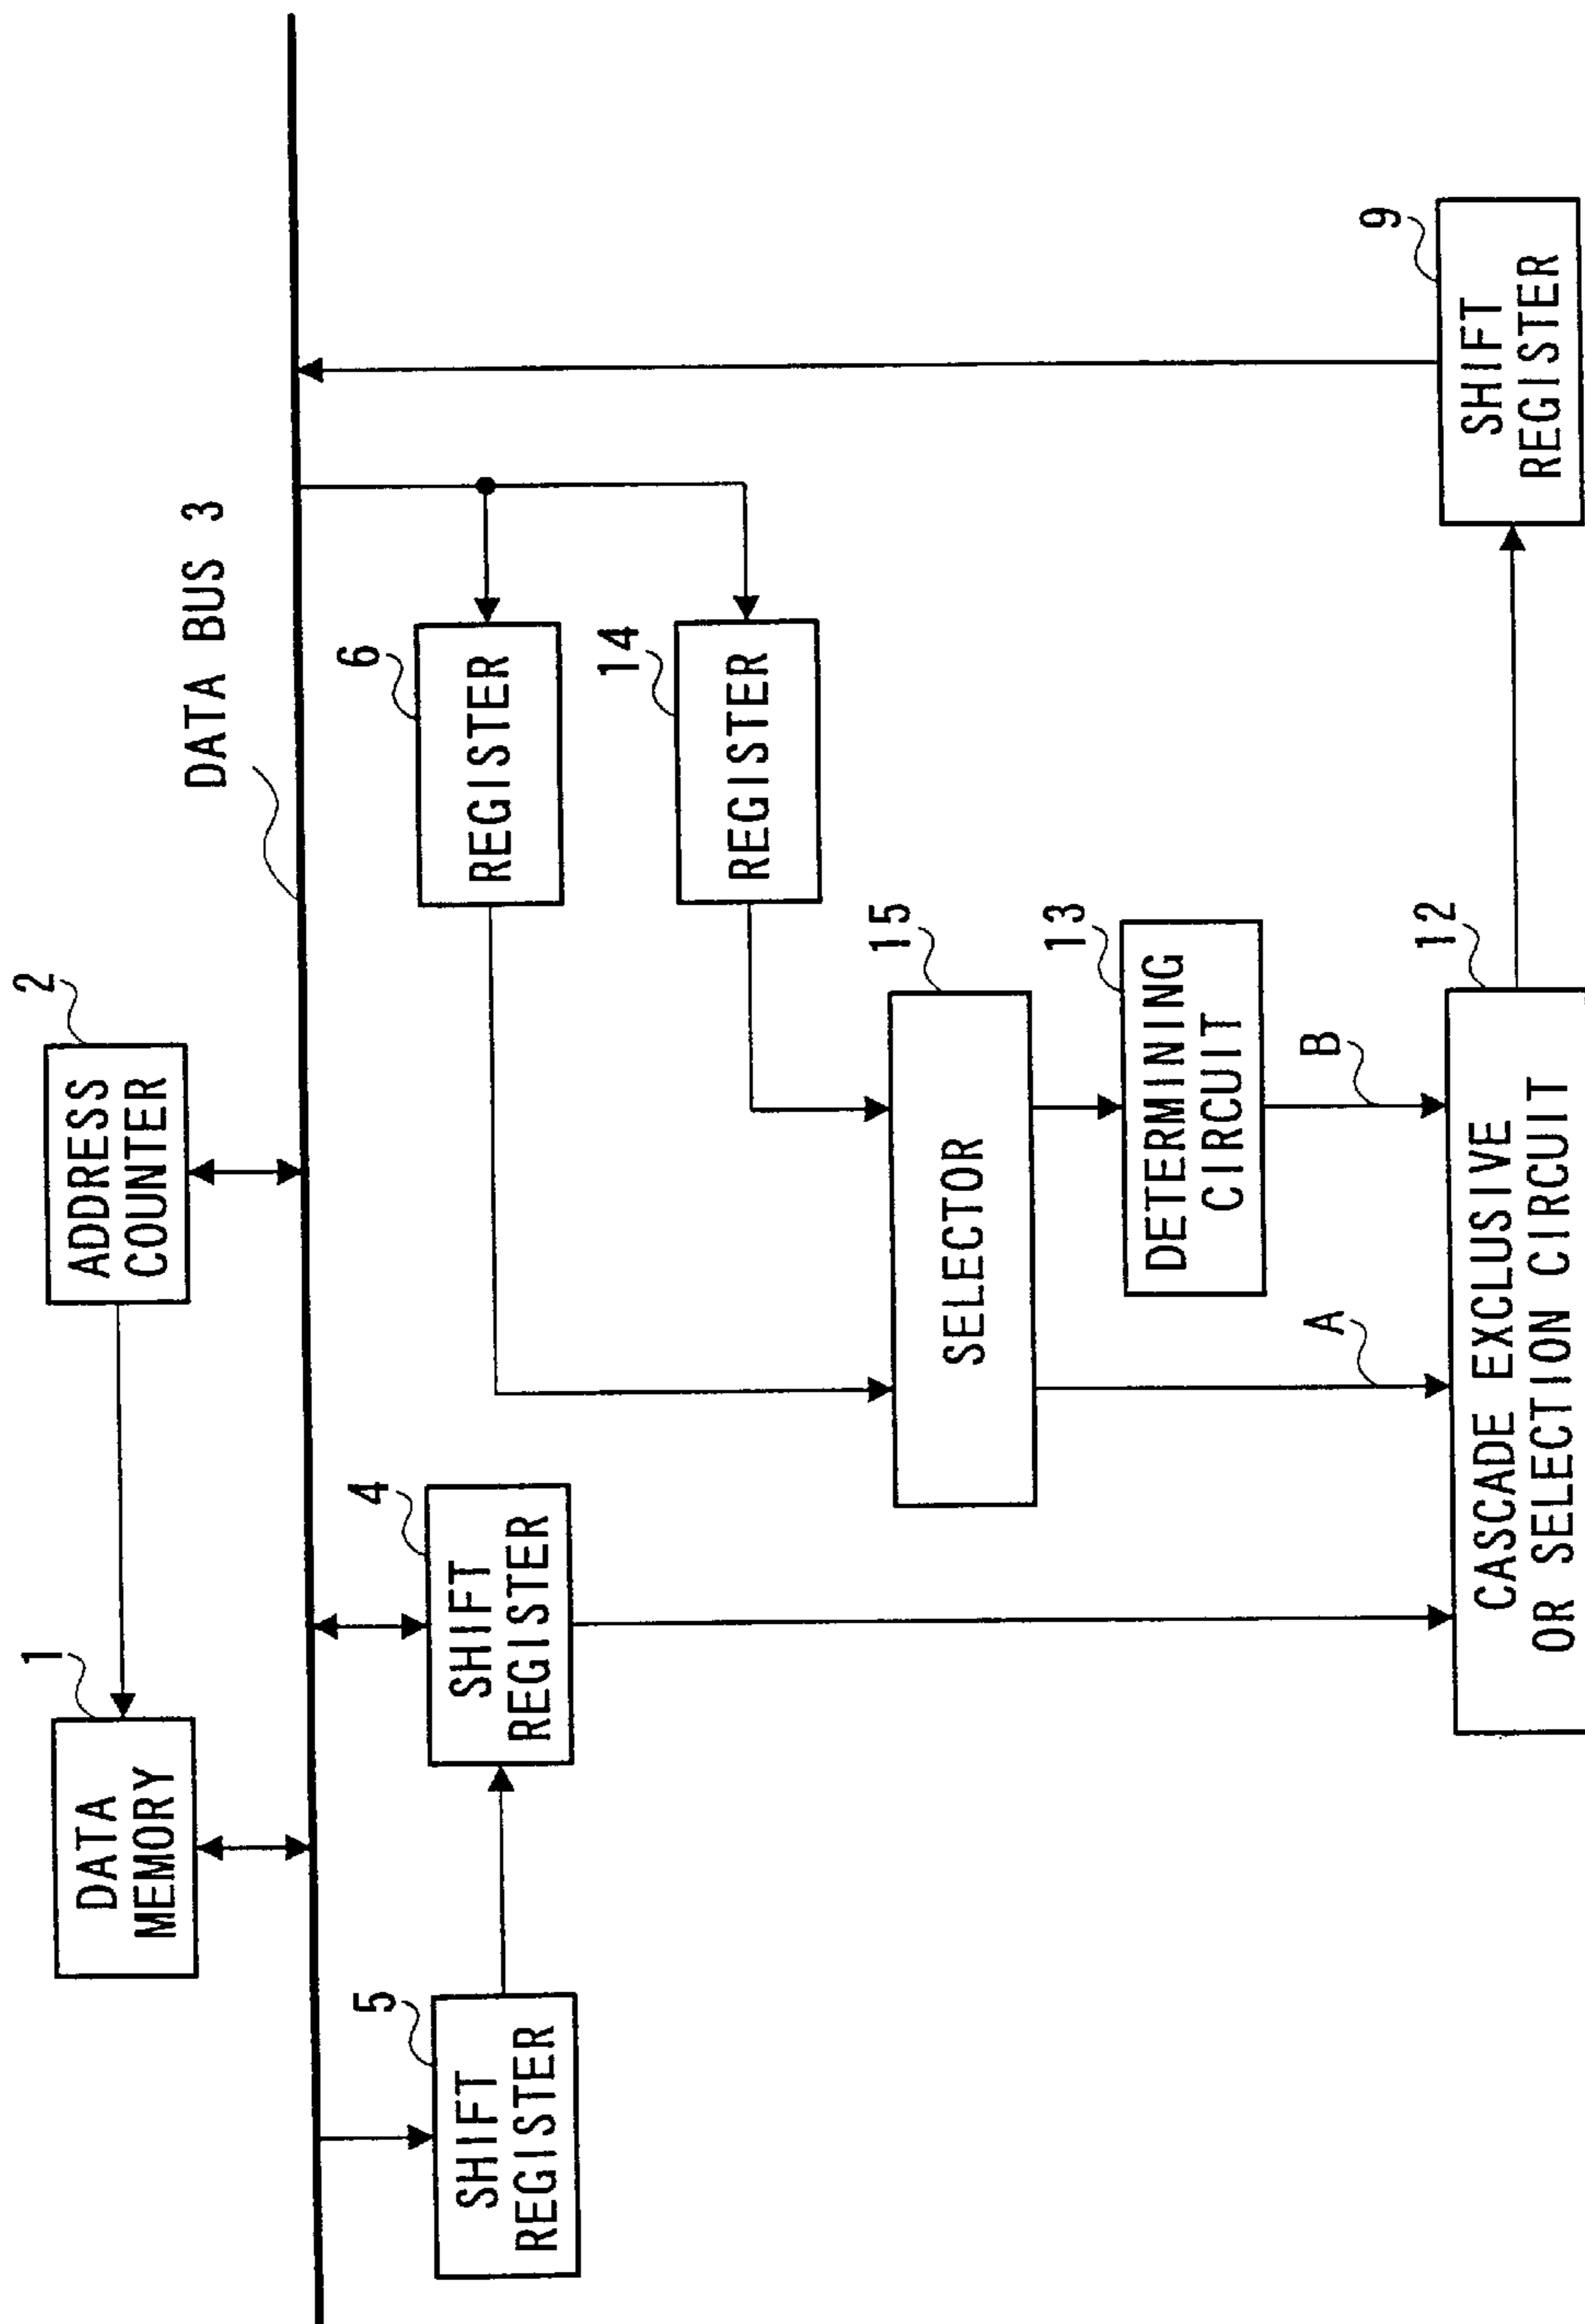 1
DATA
MEMORY
2
ADDRESS
COUNTER
DATA BUS 3
5
SHIFT
REGISTER
4
SHIFT
REGISTER
6
REGISTER
14
REGISTER
15
SELECTOR
13
DETERMINING
CIRCUIT
A
B
12
CASCADE EXCLUSIVE
OR SELECTION CIRCUIT
9
SHIFT
REGISTER